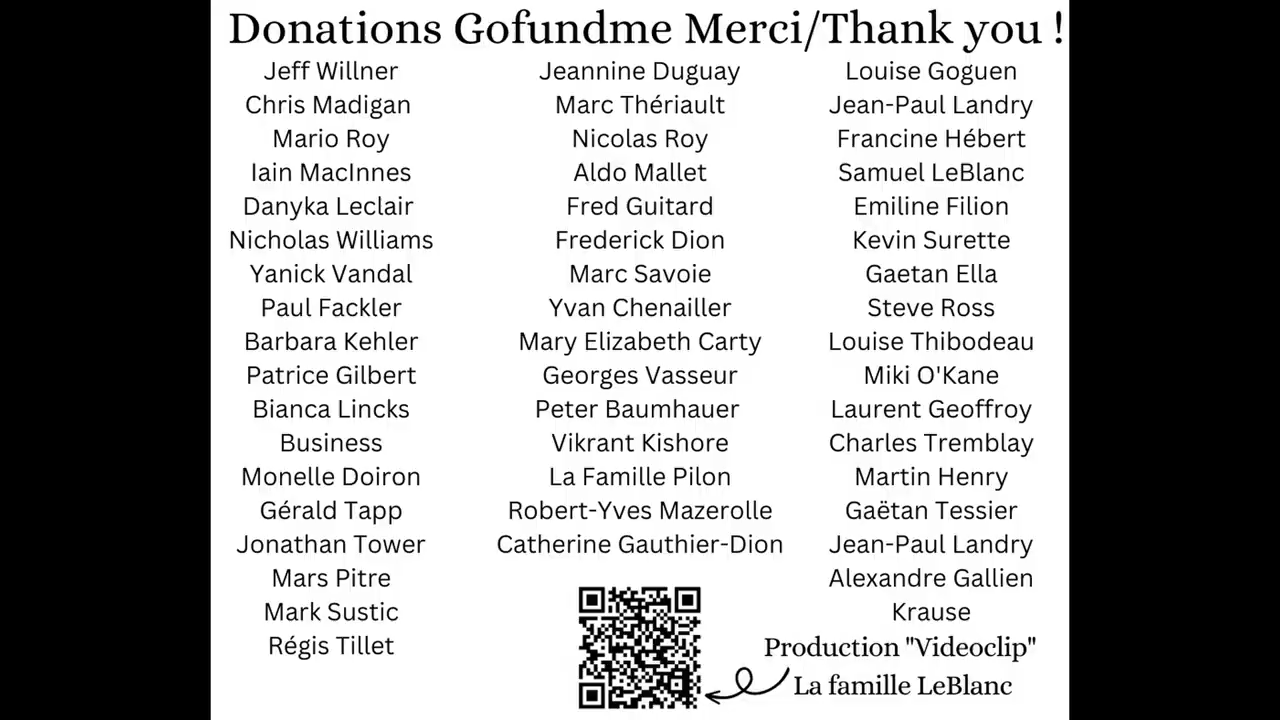 Donations Gofundme Merci/Thank you !
Jeff Willner
Chris Madigan
Mario Roy
Iain MacInnes
Danyka Leclair
Nicholas Williams
Yanick Vandal
Paul Fackler
Barbara Kehler
Patrice Gilbert
Bianca Lincks
Business
Monelle Doiron
Gérald Tapp
Jonathan Tower
Mars Pitre
Mark Sustic
Régis Tillet
Jeannine Duguay
Marc Thériault
Nicolas Roy
Aldo Mallet
Fred Guitard
Frederick Dion
Marc Savoie
Yvan Chenailler
Mary Elizabeth Carty
Georges Vasseur
Peter Baumhauer
Vikrant Kishore
La Famille Pilon
Robert-Yves Mazerolle
Catherine Gauthier-Dion
Louise Goguen
Jean-Paul Landry
Francine Hébert
Samuel LeBlanc
Emiline Filion
Kevin Surette
Gaetan Ella
Steve Ross
Louise Thibodeau
Miki O'Kane
Laurent Geoffroy
Charles Tremblay
Martin Henry
Gaëtan Tessier
Jean-Paul Landry
Alexandre Gallien
Krause
Production "Videoclip"
La famille LeBlanc